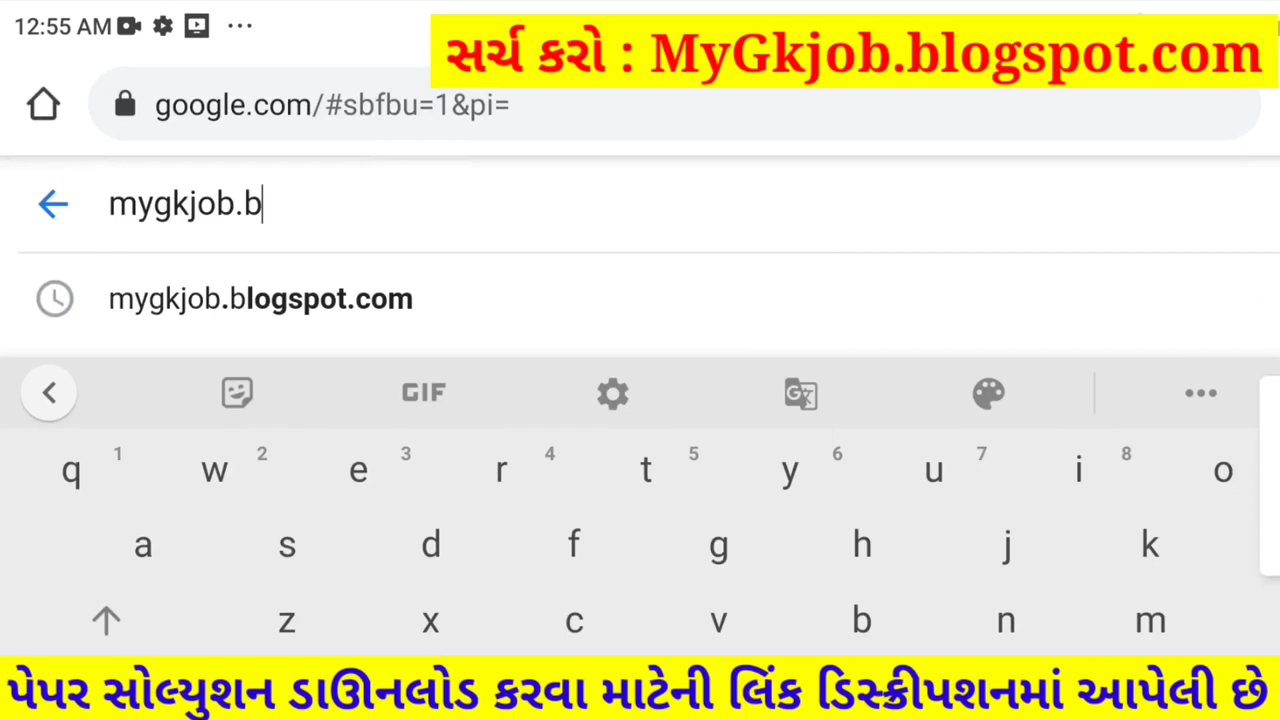 12:55 AM ...
સર્ચ કરો : MyGkjob.blogspot.com
google.com/#sbfbu=1&pi=
mygkjob.b
mygkjob.blogspot.com
GIF
q 1 w 2 e 3 r 4 t 5 y 6 u 7 i 8 o
a s d f g h j k
z x c v b n m
પેપર સોલ્યુશન ડાઊનલોડ કરવા માટેની લિંક ડિસ્ક્રીપશનમાં આપેલી છે